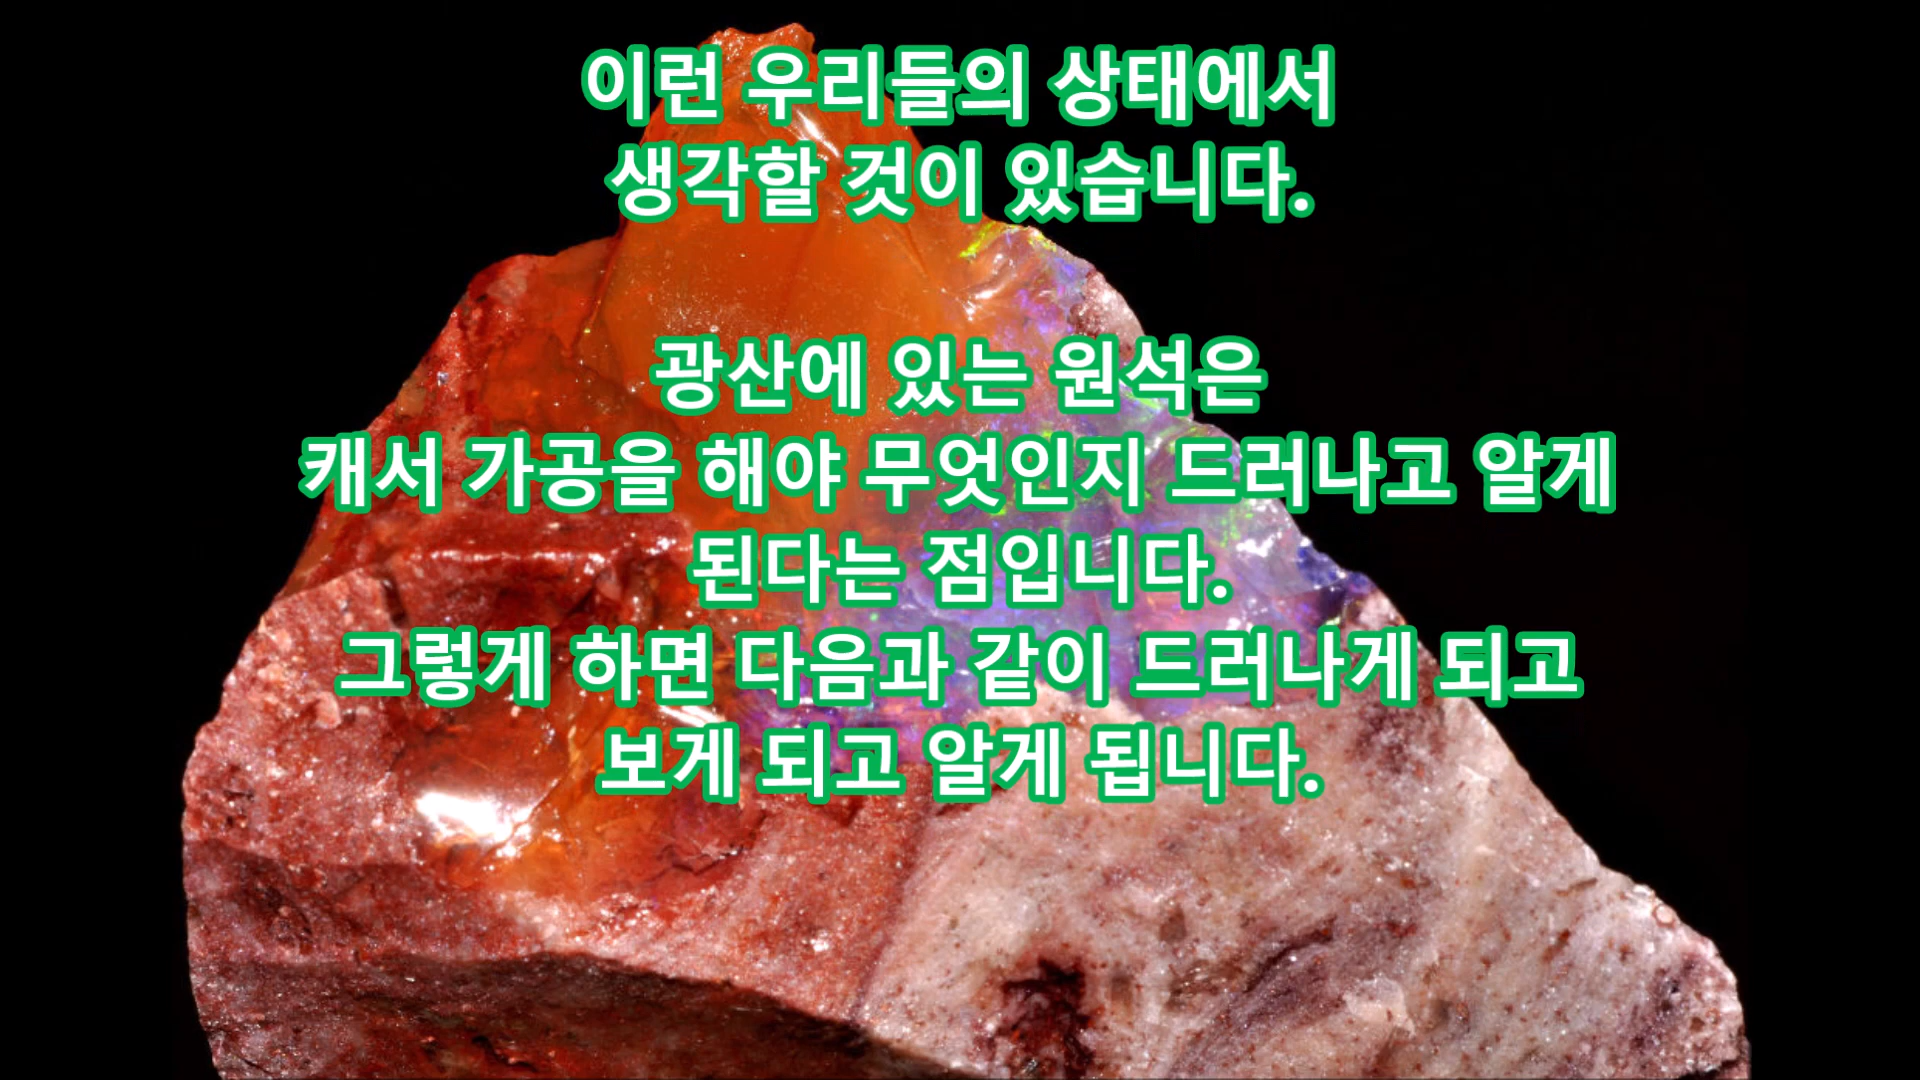 이런 우리들의 상태에서
생각할 것이 있습니다.
광산에 있는 원석은
캐서 가공을 해야 무엇인지 드러나고 알게
된다는 점입니다.
그렇게 하면 다음과 같이 드러나게 되고
보게 되고 알게 됩니다.